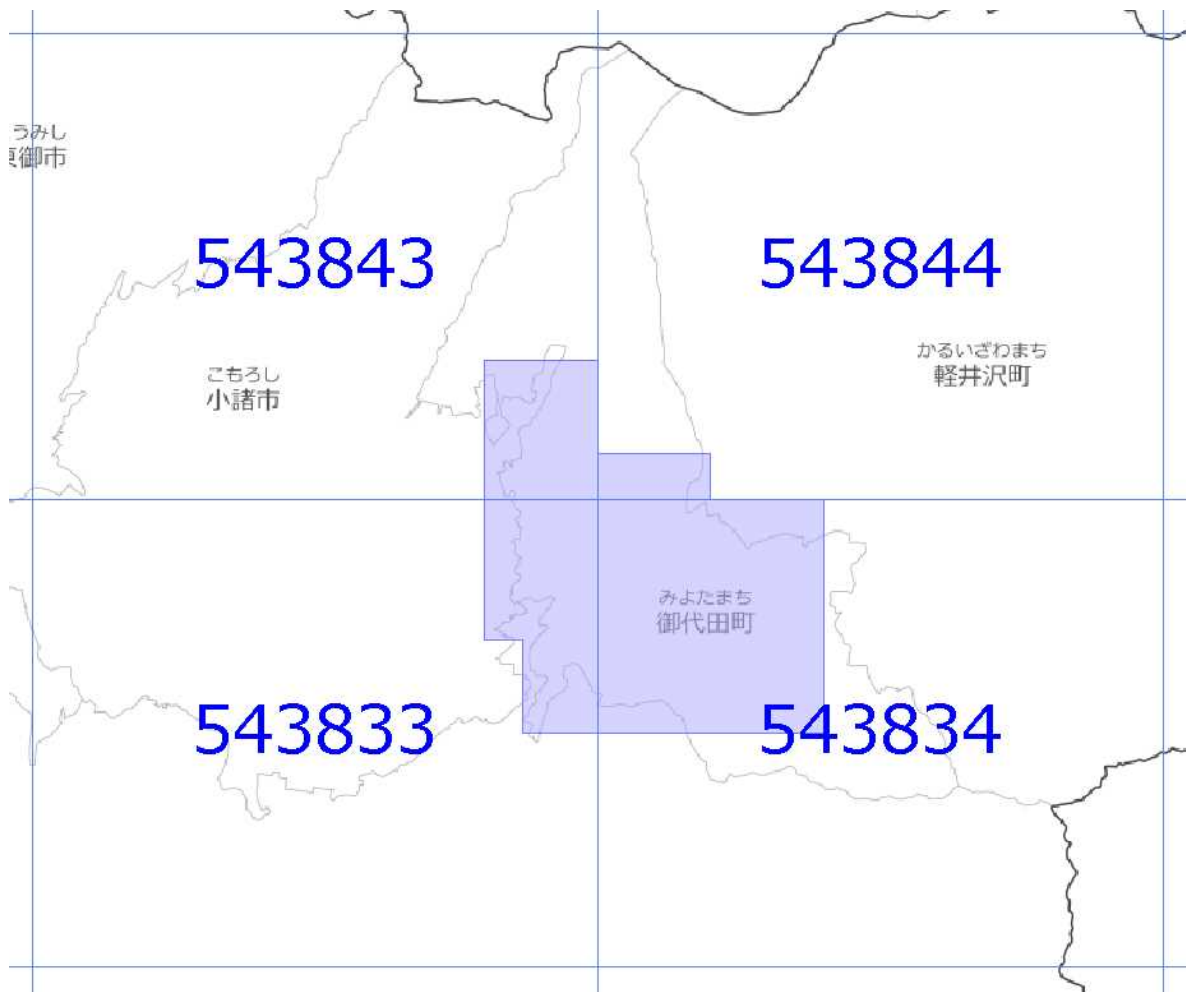 うみし
東御市
543843
543844
かるいざわまち
軽井沢町
こもろし
小諸市
みよたまち
御代田町
543833
543834